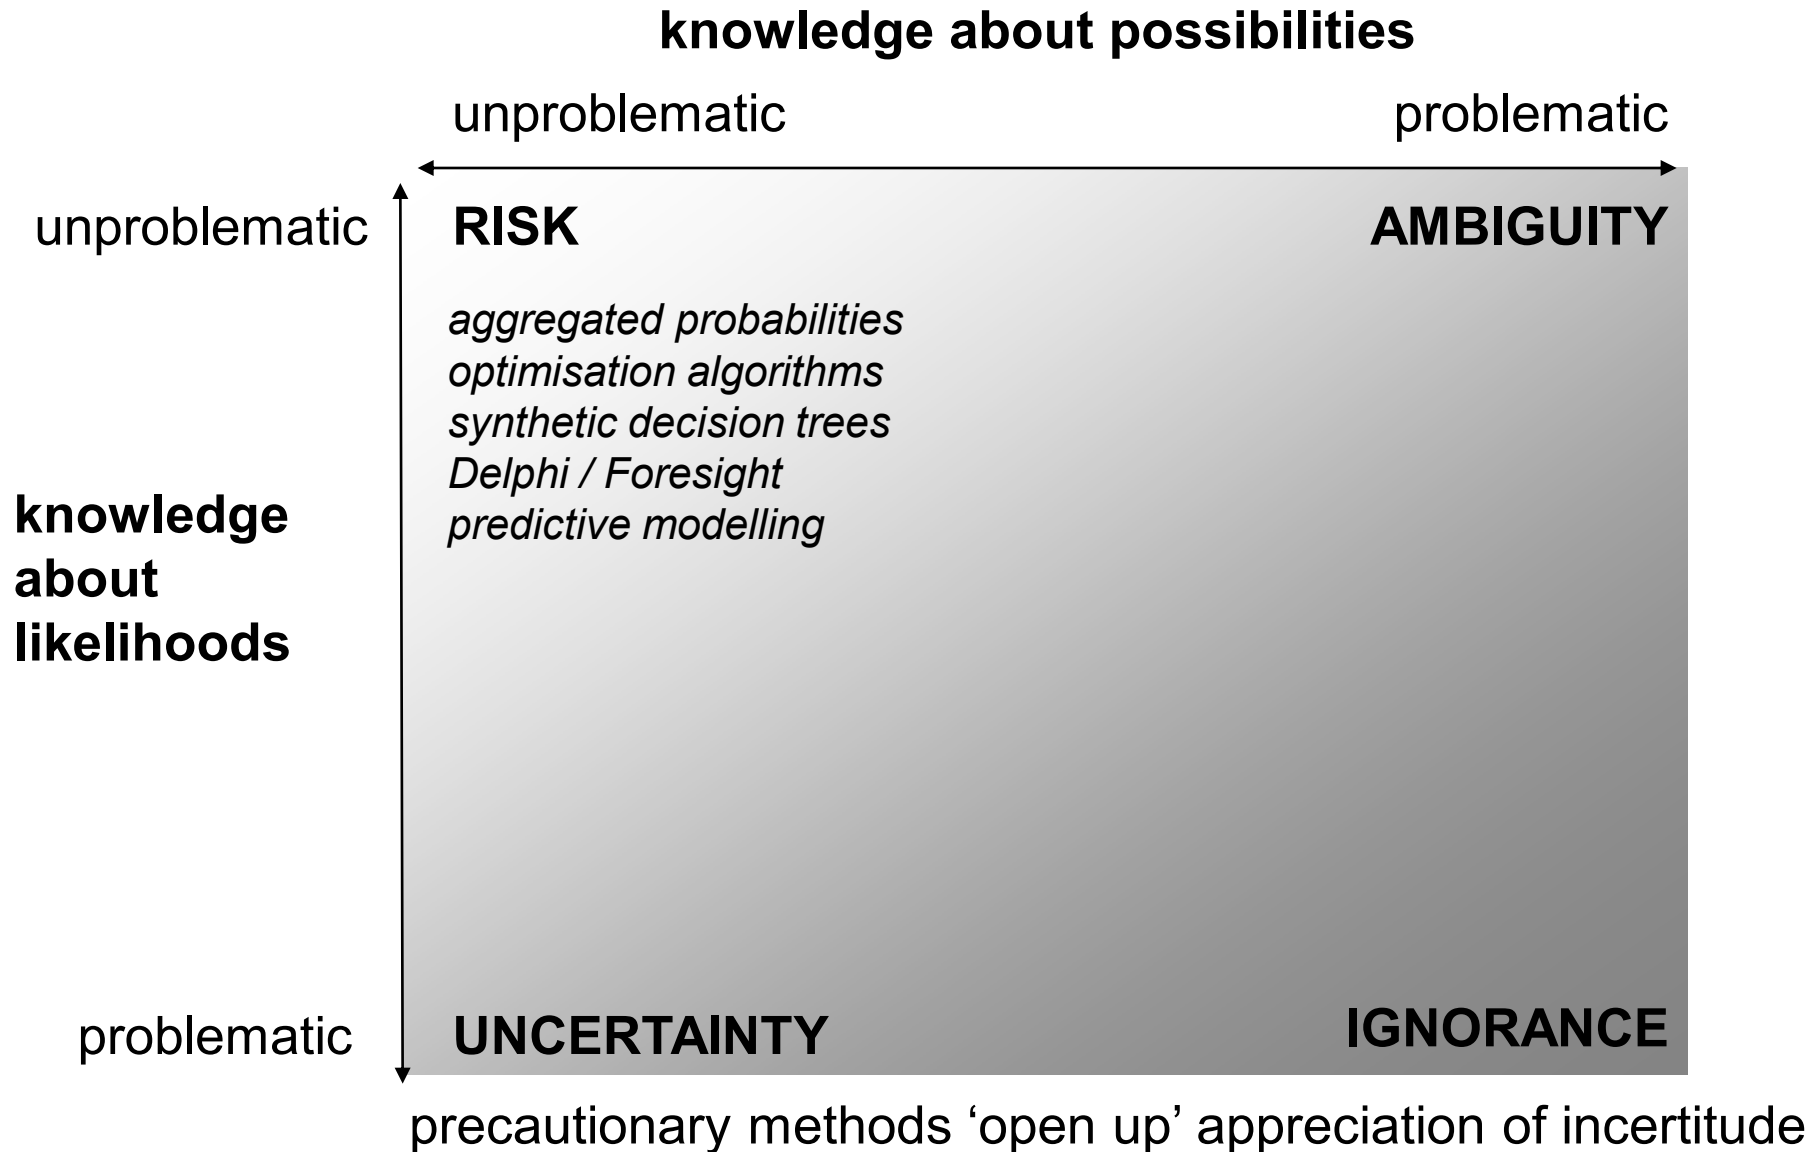 knowledge about possibilities
unproblematic problematic
unproblematic RISK AMBIGUITY
aggregated probabilities
optimisation algorithms
synthetic decision trees
Delphi / Foresight
predictive modelling
knowledge
about
likelihoods
problematic UNCERTAINTY IGNORANCE
precautionary methods ‘open up’ appreciation of incertitude